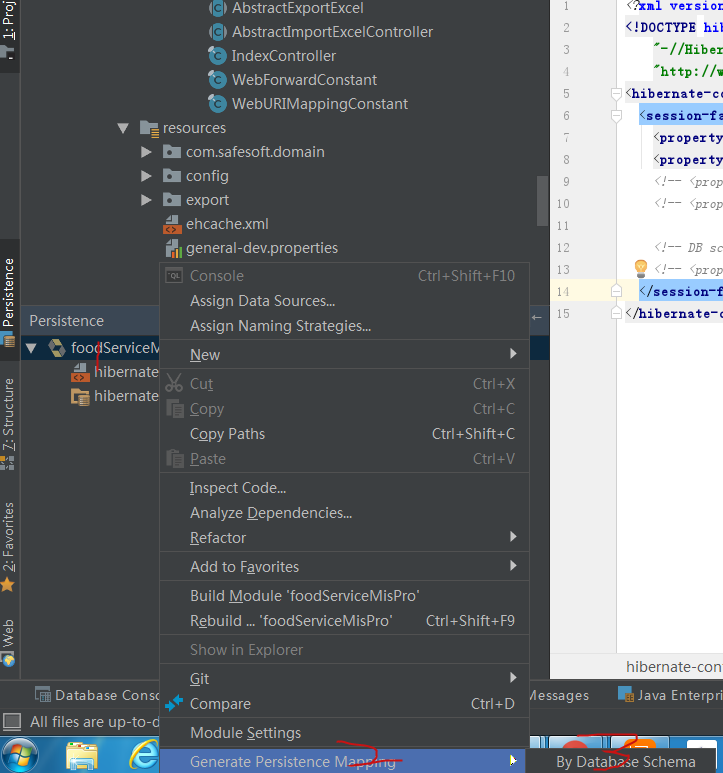 1: Proj
AbstractExportExcel
AbstractImportExcelController
IndexController
WebForwardConstant
WebURIMappingConstant
resources
com.safesoft.domain
config
export
ehcache.xml
general-dev.properties
Persistence
7: Structure
2: Favorites
Web
Persistence
foodServiceM
hibernate
hibernate
Console Ctrl+Shift+F10
Assign Data Sources...
Assign Naming Strategies...
New
Cut Ctrl+X
Copy Ctrl+C
Copy Paths Ctrl+Shift+C
Paste Ctrl+V
Inspect Code...
Analyze Dependencies...
Refactor
Add to Favorites
Build Module 'foodServiceMisPro'
Rebuild ... 'foodServiceMisPro' Ctrl+Shift+F9
Show in Explorer
Git
Compare Ctrl+D
Module Settings
Generate Persistence Mapping
By Database Schema
1 <?xml version
2 <!DOCTYPE hib
3 "-//Hiber
4 "http://w
5 <hibernate-co
6 <session-fa
7 <property
8 <property
9 <!-- <prop
10 <!-- <prop
11
12 <!-- DB sc
13 <!-- <prop
14 </session-f
15 </hibernate-c
hibernate-con
Database Conso
Messages
Java Enterpri
All files are up-to-d
1
2
3